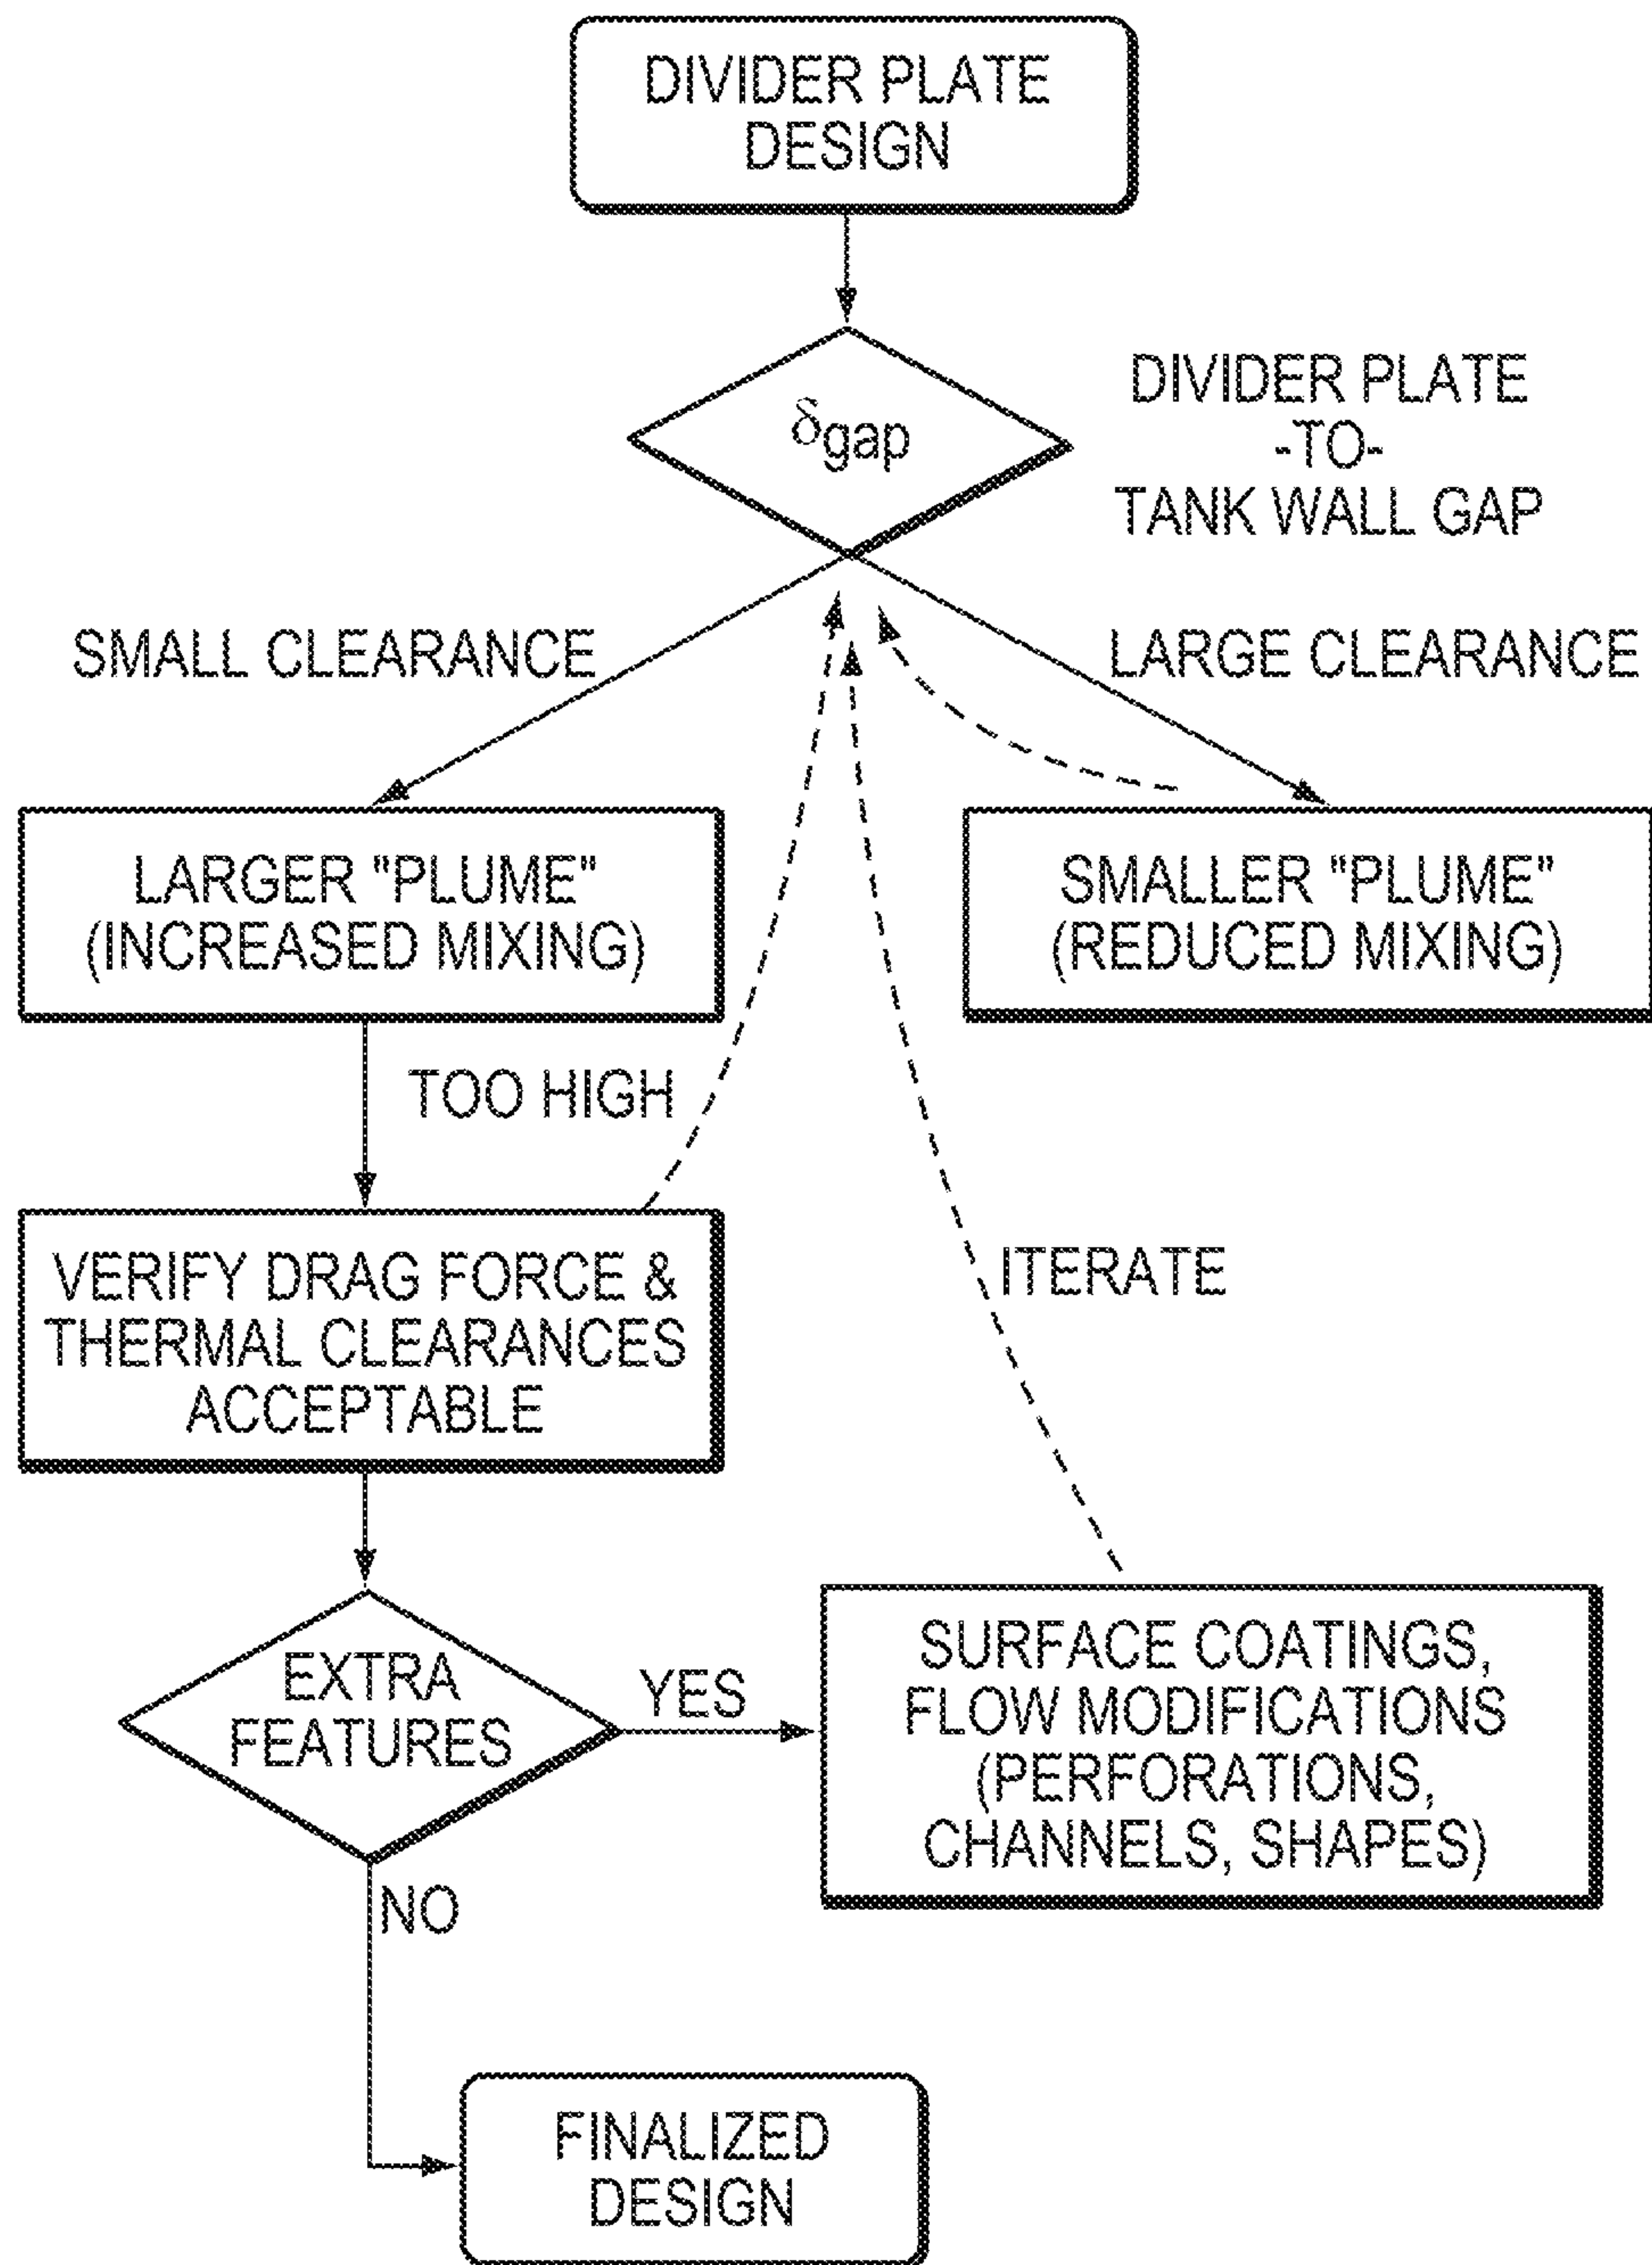 DIVIDER PLATE
DESIGN
δgap
DIVIDER PLATE
-TO-
TANK WALL GAP
SMALL CLEARANCE
LARGE CLEARANCE
LARGER "PLUME"
(INCREASED MIXING)
SMALLER "PLUME"
(REDUCED MIXING)
TOO HIGH
VERIFY DRAG FORCE &
THERMAL CLEARANCES
ACCEPTABLE
ITERATE
EXTRA
FEATURES
YES
SURFACE COATINGS,
FLOW MODIFICATIONS
(PERFORATIONS,
CHANNELS, SHAPES)
NO
FINALIZED
DESIGN